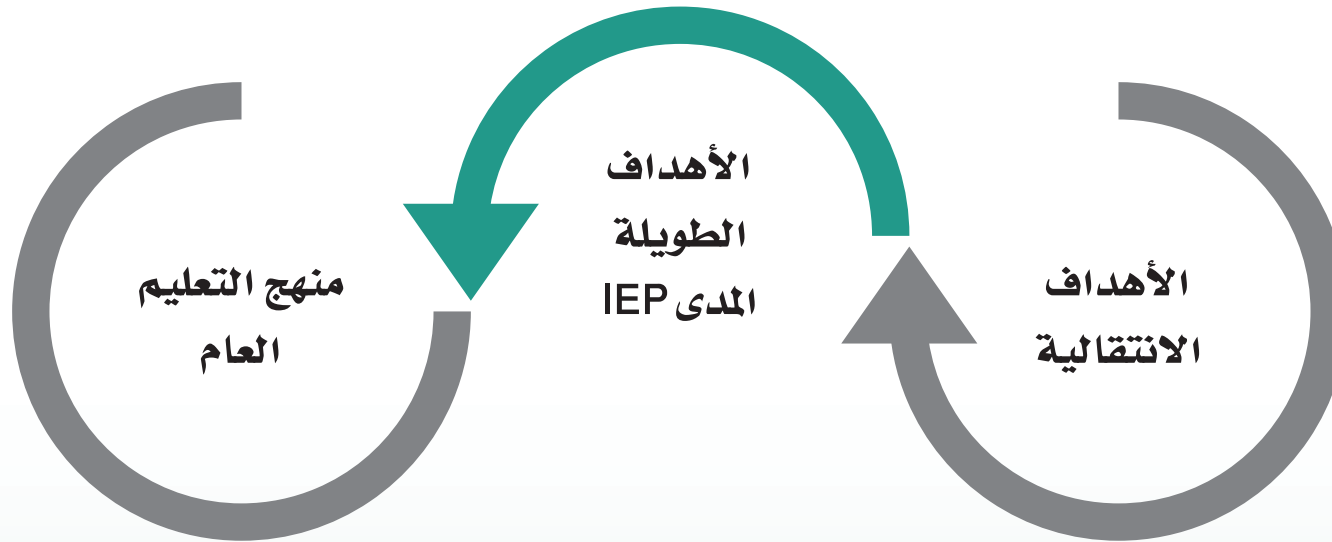 الأهداف
الانتقالية
الأهداف
الطويلة
المدى IEP
منهج التعليم
العام